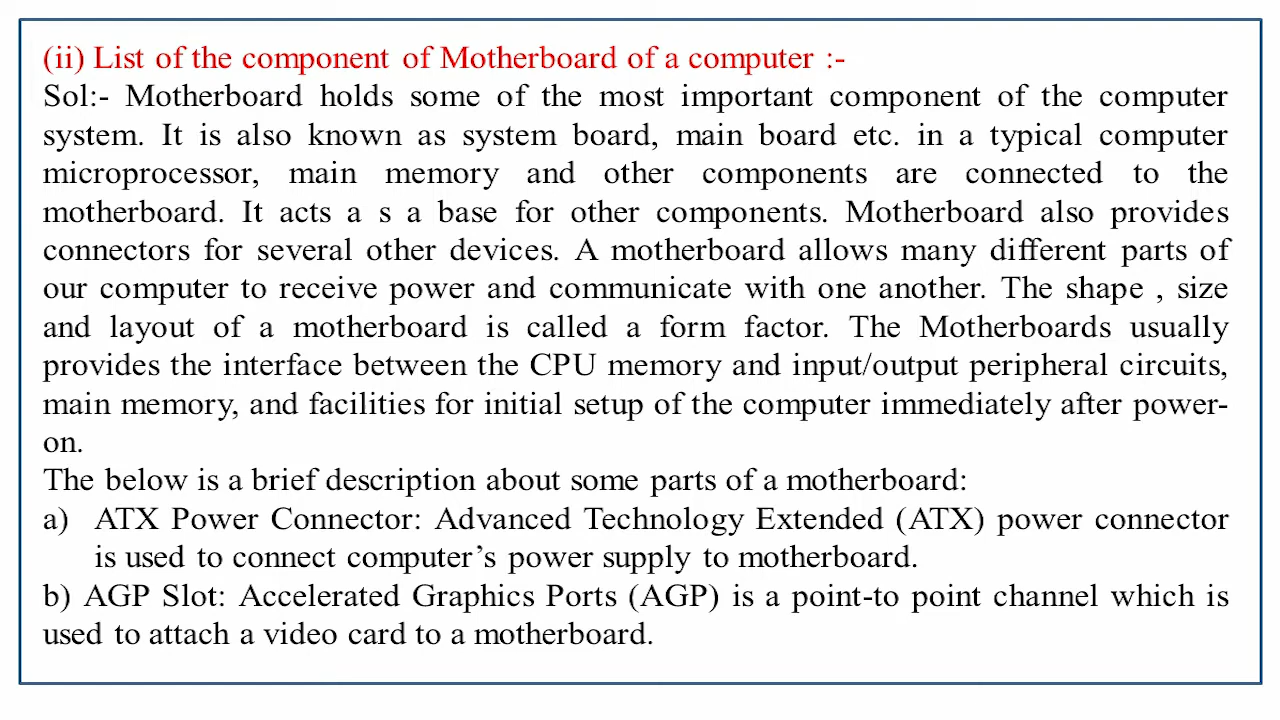 (ii) List of the component of Motherboard of a computer :-
Sol:- Motherboard holds some of the most important component of the computer
system. It is also known as system board, main board etc. in a typical computer
microprocessor, main memory and other components are connected to the
motherboard. It acts a s a base for other components. Motherboard also provides
connectors for several other devices. A motherboard allows many different parts of
our computer to receive power and communicate with one another. The shape , size
and layout of a motherboard is called a form factor. The Motherboards usually
provides the interface between the CPU memory and input/output peripheral circuits,
main memory, and facilities for initial setup of the computer immediately after power-
on.
The below is a brief description about some parts of a motherboard:
a) ATX Power Connector: Advanced Technology Extended (ATX) power connector
is used to connect computer’s power supply to motherboard.
b) AGP Slot: Accelerated Graphics Ports (AGP) is a point-to point channel which is
used to attach a video card to a motherboard.